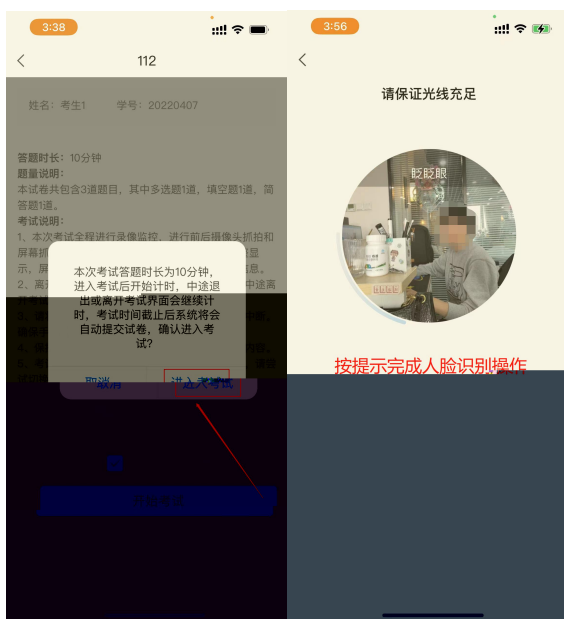 3:38
112
姓名：考生1 学号：20220407
答题时长：10分钟
题量说明：
本试卷共包含3道题目，其中多选题1道，填空题1道，简
答题1道。
考试说明：
1、本次考试全程进行录像监控，进行前后摄像头抓拍和
本次考试答题时长为10分钟，
进入考试后开始计时，中途退
出或离开考试界面会继续计
时，考试时间截止后系统将会
自动提交试卷，确认进入考
试？
取消 进入考试
开始考试
3:56
请保证光线充足
眨眨眼
按提示完成人脸识别操作